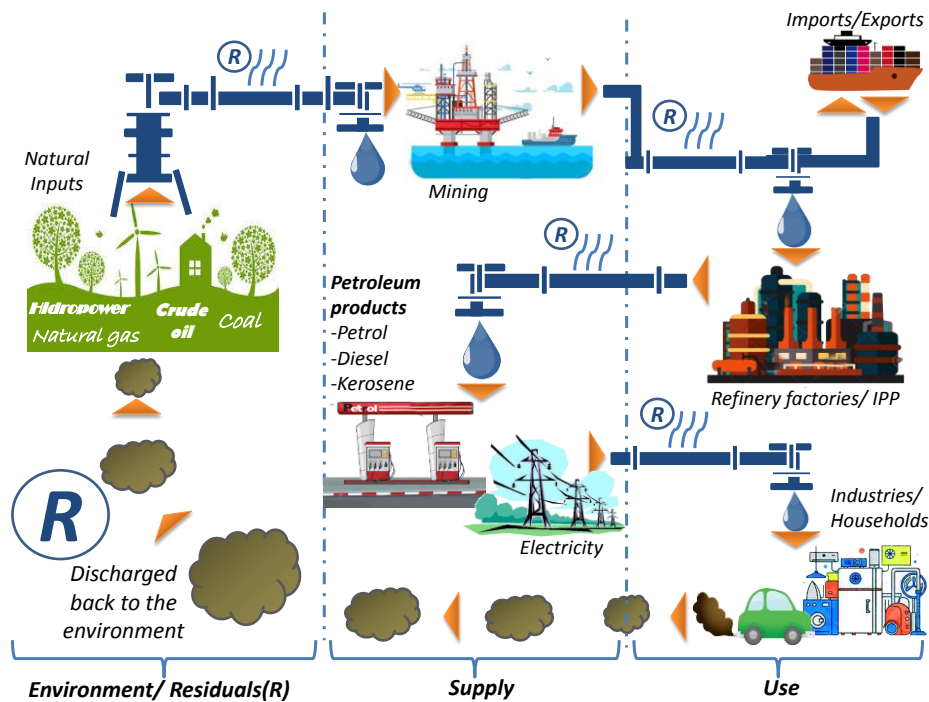 Imports/Exports
R
R
Natural
Inputs
Mining
R
Hidropower
Crude
oil
Natural gas
Coal
Petroleum
products
-Petrol
-Diesel
-Kerosene
Refinery factories/ IPP
Petrol
R
R
Industries/
Households
Electricity
Discharged
back to the
environment
Environment/ Residuals(R)
Supply
Use